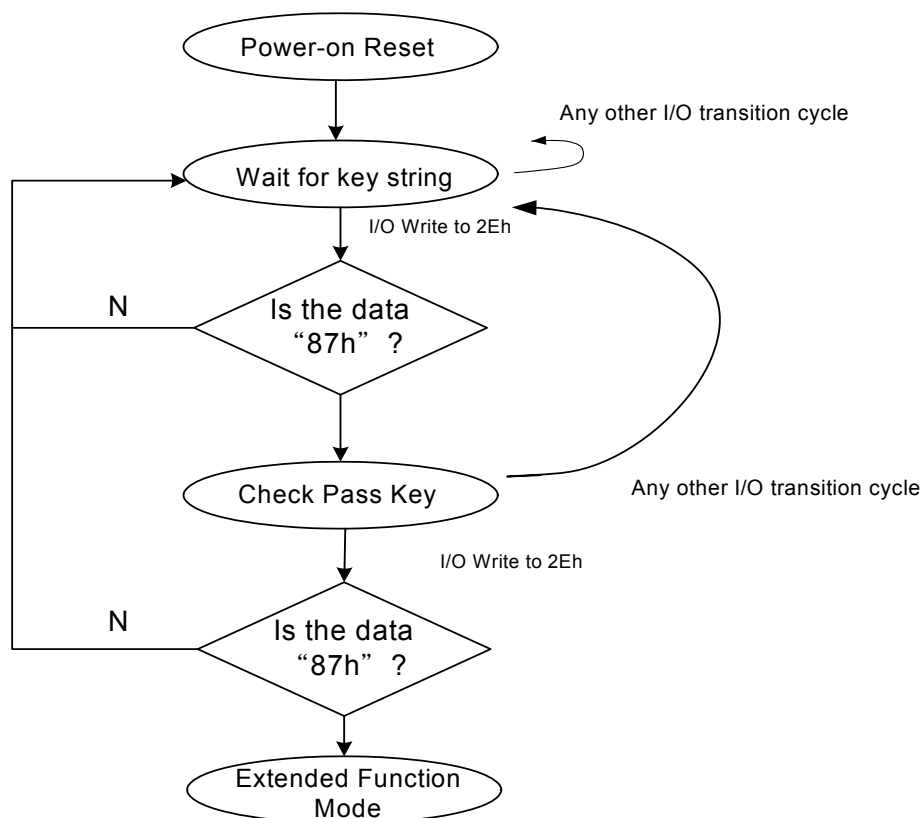 Power-on Reset
Any other I/O transition cycle
Wait for key string
I/O Write to 2Eh
N
Is the data
“87h” ?
Check Pass Key
Any other I/O transition cycle
I/O Write to 2Eh
N
Is the data
“87h” ?
Extended Function
Mode